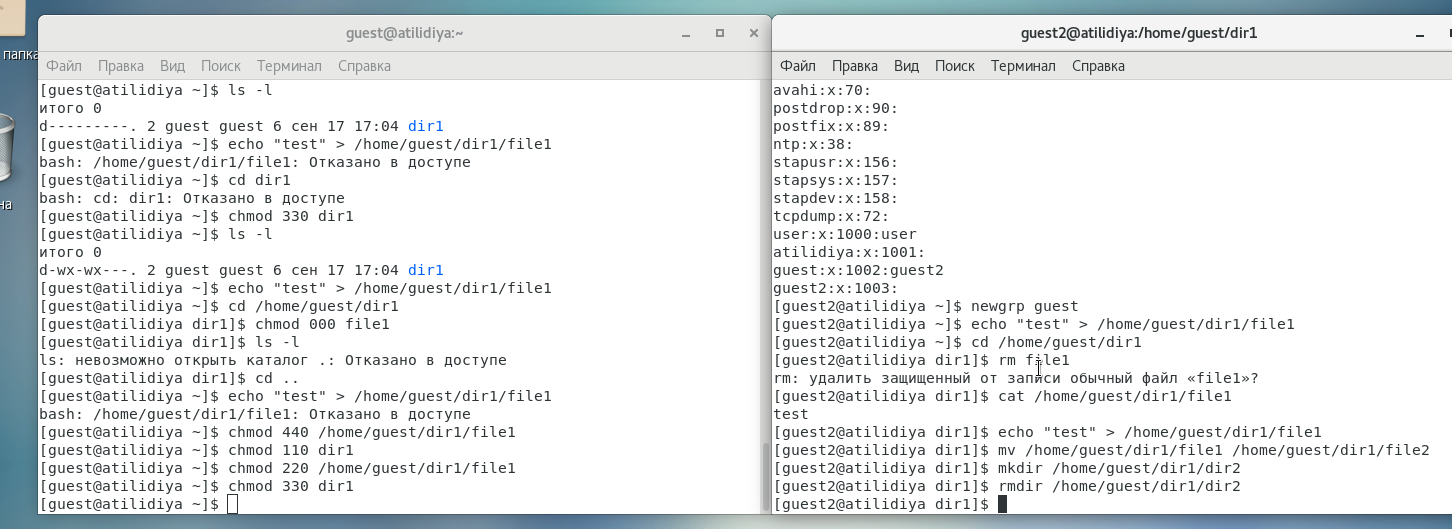 папка
на
guest@atilidiya:~
Файл Правка Вид Поиск Терминал Справка
[guest@atilidiya ~]$ ls -l
итого 0
d---------. 2 guest guest 6 сен 17 17:04 dir1
[guest@atilidiya ~]$ echo "test" > /home/guest/dir1/file1
bash: /home/guest/dir1/file1: Отказано в доступе
[guest@atilidiya ~]$ cd dir1
bash: cd: dir1: Отказано в доступе
[guest@atilidiya ~]$ chmod 330 dir1
[guest@atilidiya ~]$ ls -l
итого 0
d-wx-wx---. 2 guest guest 6 сен 17 17:04 dir1
[guest@atilidiya ~]$ echo "test" > /home/guest/dir1/file1
[guest@atilidiya ~]$ cd /home/guest/dir1
[guest@atilidiya dir1]$ chmod 000 file1
[guest@atilidiya dir1]$ ls -l
ls: невозможно открыть каталог .: Отказано в доступе
[guest@atilidiya dir1]$ cd ..
[guest@atilidiya ~]$ echo "test" > /home/guest/dir1/file1
bash: /home/guest/dir1/file1: Отказано в доступе
[guest@atilidiya ~]$ chmod 440 /home/guest/dir1/file1
[guest@atilidiya ~]$ chmod 110 dir1
[guest@atilidiya ~]$ chmod 220 /home/guest/dir1/file1
[guest@atilidiya ~]$ chmod 330 dir1
[guest@atilidiya ~]$
guest2@atilidiya:/home/guest/dir1
Файл Правка Вид Поиск Терминал Справка
avahi:x:70:
postdrop:x:90:
postfix:x:89:
ntp:x:38:
stapusr:x:156:
stapsys:x:157:
stapdev:x:158:
tcpdump:x:72:
user:x:1000:user
atilidiya:x:1001:
guest:x:1002:guest2
guest2:x:1003:
[guest2@atilidiya ~]$ newgrp guest
[guest2@atilidiya ~]$ echo "test" > /home/guest/dir1/file1
[guest2@atilidiya ~]$ cd /home/guest/dir1
[guest2@atilidiya dir1]$ rm file1
rm: удалить защищенный от записи обычный файл «file1»?
[guest2@atilidiya dir1]$ cat /home/guest/dir1/file1
test
[guest2@atilidiya dir1]$ echo "test" > /home/guest/dir1/file1
[guest2@atilidiya dir1]$ mv /home/guest/dir1/file1 /home/guest/dir1/file2
[guest2@atilidiya dir1]$ mkdir /home/guest/dir1/dir2
[guest2@atilidiya dir1]$ rmdir /home/guest/dir1/dir2
[guest2@atilidiya dir1]$